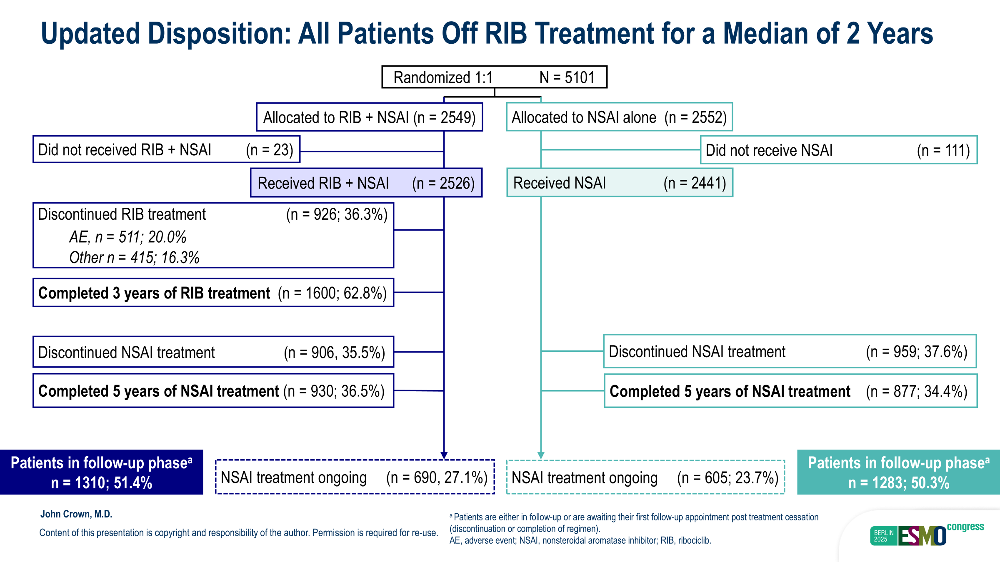 Updated Disposition: All Patients Off RIB Treatment for a Median of 2 Years
Randomized 1:1 N = 5101
Allocated to RIB + NSAI (n = 2549)
Allocated to NSAI alone (n = 2552)
Did not received RIB + NSAI (n = 23)
Did not receive NSAI (n = 111)
Received RIB + NSAI (n = 2526)
Received NSAI (n = 2441)
Discontinued RIB treatment (n = 926; 36.3%)
AE, n = 511; 20.0%
Other n = 415; 16.3%
Completed 3 years of RIB treatment (n = 1600; 62.8%)
Discontinued NSAI treatment (n = 906, 35.5%)
Discontinued NSAI treatment (n = 959; 37.6%)
Completed 5 years of NSAI treatment (n = 930; 36.5%)
Completed 5 years of NSAI treatment (n = 877; 34.4%)
Patients in follow-up phaseᵃ
n = 1310; 51.4%
NSAI treatment ongoing (n = 690, 27.1%)
NSAI treatment ongoing (n = 605; 23.7%)
Patients in follow-up phaseᵃ
n = 1283; 50.3%
John Crown, M.D.
Content of this presentation is copyright and responsibility of the author. Permission is required for re-use.
ᵃ Patients are either in follow-up or are awaiting their first follow-up appointment post treatment cessation
(discontinuation or completion of regimen).
AE, adverse event; NSAI, nonsteroidal aromatase inhibitor; RIB, ribociclib.
BERLIN
2025
ESMO congress